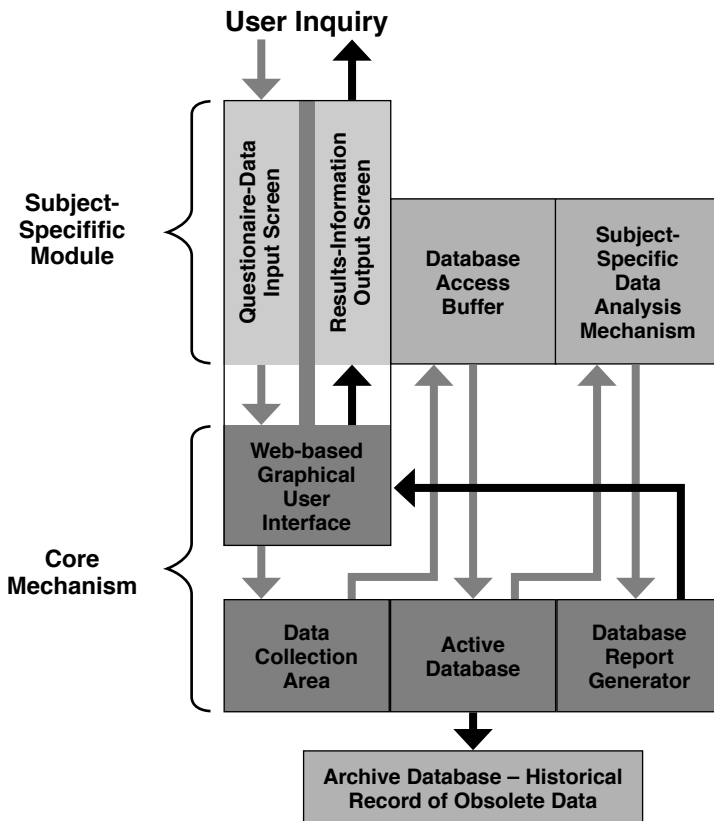 User Inquiry
Subject-
Specifific
Module
Questionaire-Data
Input Screen
Results-Information
Output Screen
Database
Access
Buffer
Subject-
Specific
Data
Analysis
Mechanism
Web-based
Graphical
User
Interface
Core
Mechanism
Data
Collection
Area
Active
Database
Database
Report
Generator
Archive Database – Historical
Record of Obsolete Data